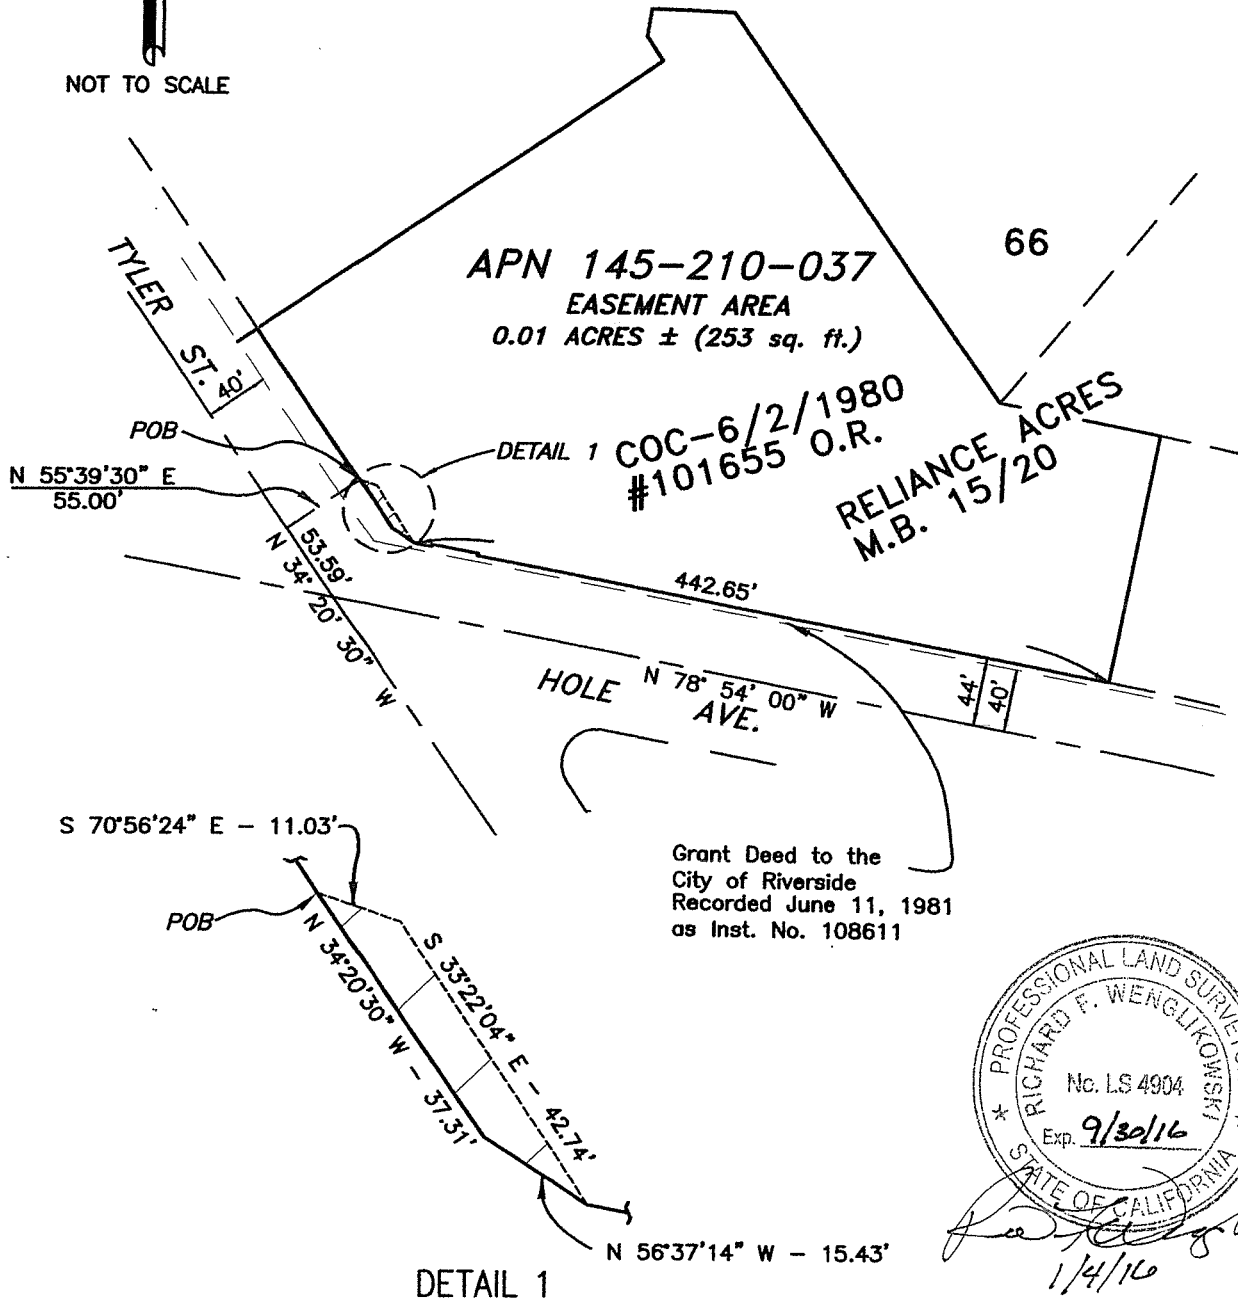 NOT TO SCALE
TYLER ST.
40'
APN 145-210-037
EASEMENT AREA
0.01 ACRES ± (253 sq. ft.)
66
POB
DETAIL 1
COC-6/2/1980
#101655 O.R.
RELIANCE ACRES
M.B. 15/20
N 55°39'30" E
55.00'
53.59'
N 34° 20' 30" W
442.65'
HOLE AVE.
N 78° 54' 00" W
44'
40'
S 70°56'24" E - 11.03'
POB
N 34°20'30" W - 37.31'
S 33°22'04" E - 42.74'
N 56°37'14" W - 15.43'
DETAIL 1
Grant Deed to the
City of Riverside
Recorded June 11, 1981
as Inst. No. 108611
PROFESSIONAL LAND SURVEYOR
RICHARD F. WENGLIKOWSKI
No. LS 4904
Exp. 9/30/16
STATE OF CALIFORNIA
1/4/16